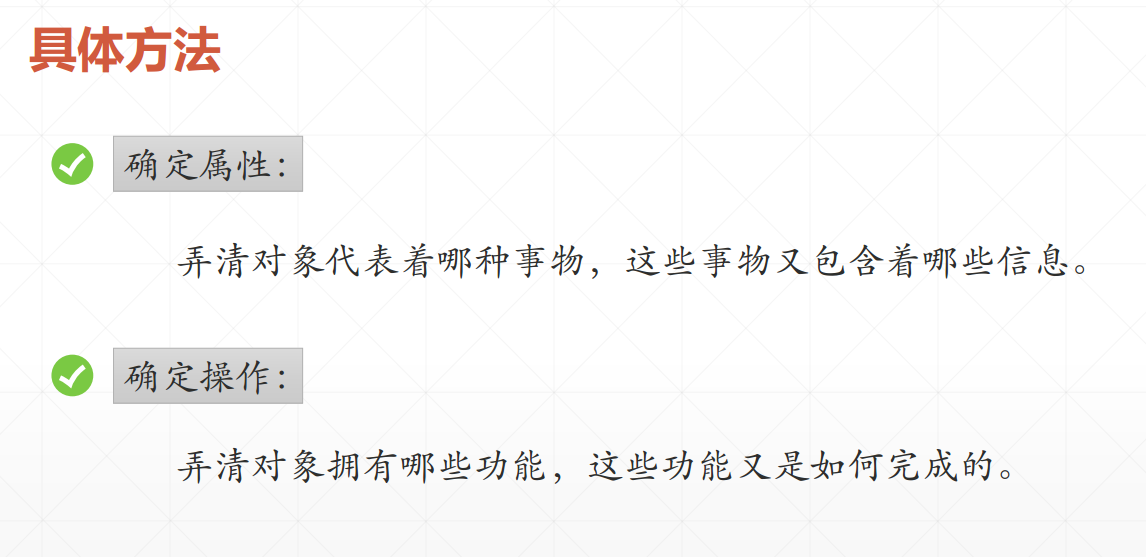 具体方法
确定属性：
弄清对象代表着哪种事物，这些事物又包含着哪些信息。
确定操作：
弄清对象拥有哪些功能，这些功能又是如何完成的。